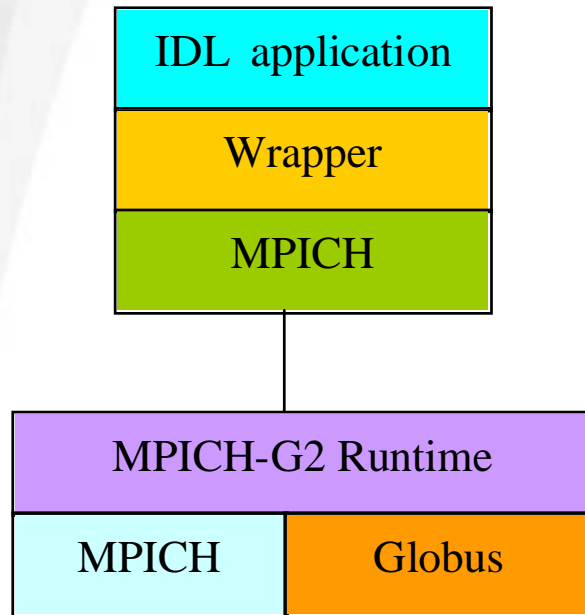 IDL application
Wrapper
MPICH
MPICH-G2 Runtime
MPICH
Globus